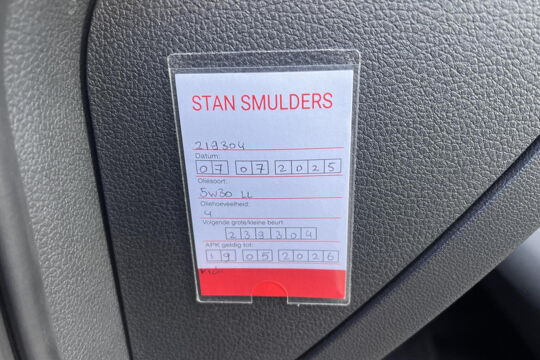 STAN SMULDERS
219304
Datum:
07 07 2025
Oliesoort:
5W30 LL
Oliehoeveelheid:
4
Volgende grote/kleine beurt
239304
APK geldig tot:
19 05 2026